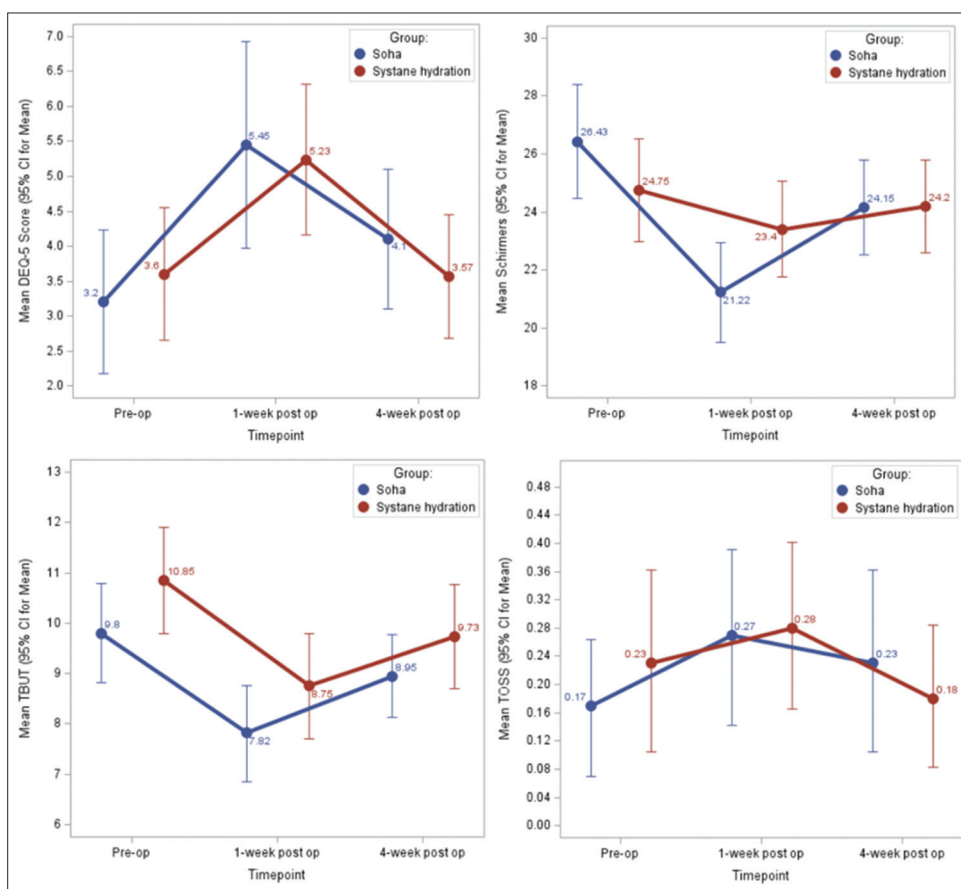 Mean DEQ-5 Score (95% CI for Mean)
7.0
6.5
6.0
5.5
5.0
4.5
4.0
3.5
3.0
2.5
2.0
Group:
Soha
Systane hydration
3.2
5.45
4.1
3.6
5.23
3.57
Pre-op
1-week post op
4-week post op
Timepoint
Mean Schirmers (95% CI for Mean)
30
28
26
24
22
20
18
Group:
Soha
Systane hydration
26.43
21.22
24.15
24.75
23.4
24.2
Pre-op
1-week post op
4-week post op
Timepoint
Mean TBUT (95% CI for Mean)
13
12
11
10
9
8
7
6
Group:
Soha
Systane hydration
9.8
7.82
8.95
10.85
8.75
9.73
Pre-op
1-week post op
4-week post op
Timepoint
Mean TOSS (95% CI for Mean)
0.48
0.44
0.40
0.36
0.32
0.28
0.24
0.20
0.16
0.12
0.08
0.04
0.00
Group:
Soha
Systane hydration
0.17
0.27
0.23
0.23
0.28
0.18
Pre-op
1-week post op
4-week post op
Timepoint